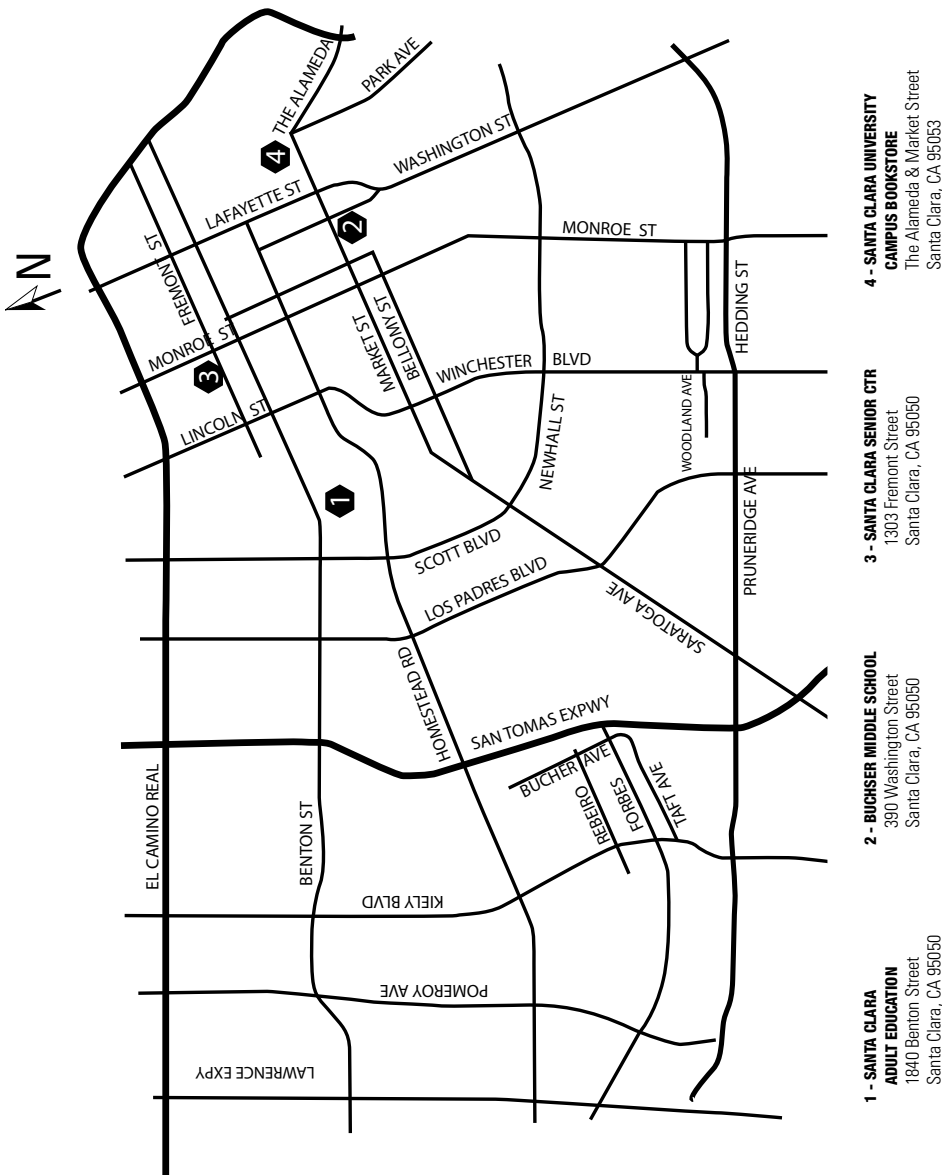 N
EL CAMINO REAL
LAWRENCE EXPY
POMEROY AVE
KIELY BLVD
BENTON ST
HOMESTEAD RD
SAN TOMAS EXPWY
BUCHER AVE
REBEIRO
FORBES
TAFT AVE
LOS PADRES BLVD
SCOTT BLVD
SARATOGA AVE
PRUNERIDGE AVE
LINCOLN ST
MONROE ST
FREMONT ST
LAFAYETTE ST
THE ALAMEDA
PARK AVE
WASHINGTON ST
MARKET ST
BELLOMY ST
WINCHESTER BLVD
NEWHALL ST
MONROE ST
WOODLAND AVE
HEDDING ST
1
2
3
4
1 - SANTA CLARA
ADULT EDUCATION
1840 Benton Street
Santa Clara, CA 95050
2 - BUCHSER MIDDLE SCHOOL
390 Washington Street
Santa Clara, CA 95050
3 - SANTA CLARA SENIOR CTR
1303 Fremont Street
Santa Clara, CA 95050
4 - SANTA CLARA UNIVERSITY
CAMPUS BOOKSTORE
The Alameda & Market Street
Santa Clara, CA 95053